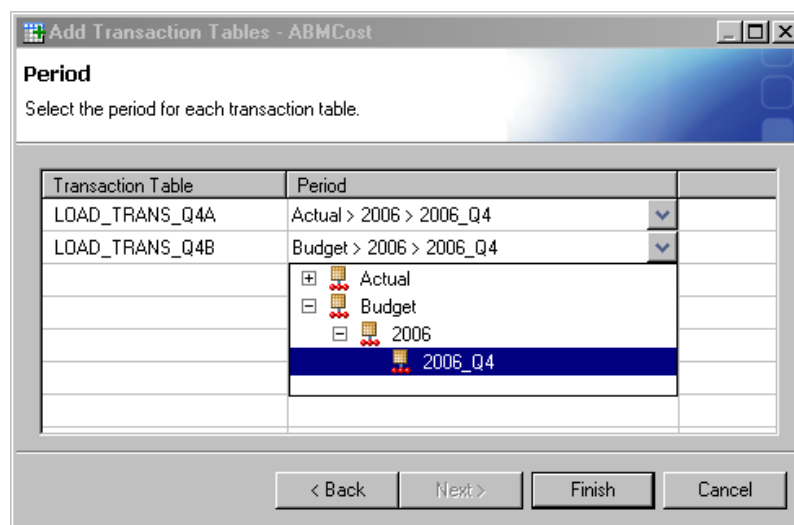 Add Transaction Tables - ABMCost
Period
Select the period for each transaction table.
Transaction Table Period
LOAD_TRANS_Q4A Actual > 2006 > 2006_Q4
LOAD_TRANS_Q4B Budget > 2006 > 2006_Q4
Actual
Budget
2006
2006_Q4
< Back Next > Finish Cancel